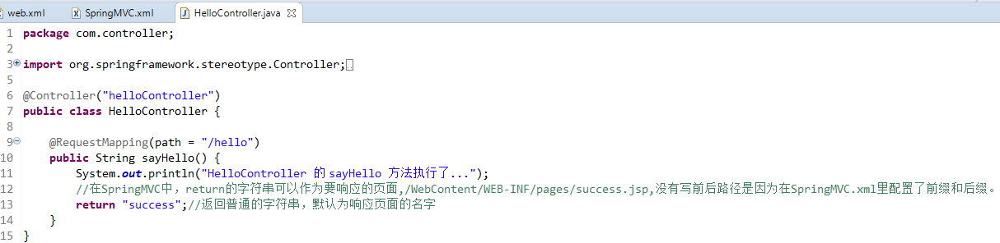 web.xml SpringMVC.xml HelloController.java
1 package com.controller;
2
3 import org.springframework.stereotype.Controller;
5
6 @Controller("helloController")
7 public class HelloController {
8
9 @RequestMapping(path = "/hello")
10 public String sayHello() {
11 System.out.println("HelloController 的 sayHello 方法执行了...");
12 //在SpringMVC中，return的字符串可以作为要响应的页面,/WebContent/WEB-INF/pages/success.jsp,没有写前后路径是因为在SpringMVC.xml里配置了前缀和后缀。
13 return "success";//返回普通的字符串，默认为响应页面的名字
14 }
15 }